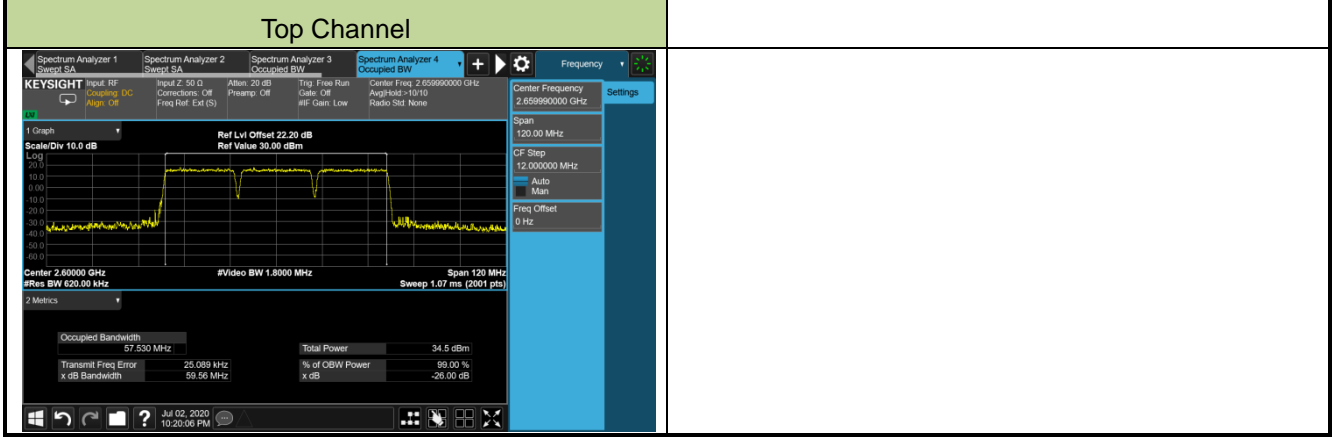 Top Channel
Spectrum Analyzer 1
Swept SA
Spectrum Analyzer 2
Swept SA
Spectrum Analyzer 3
Occupied BW
Spectrum Analyzer 4
Occupied BW
Frequency
KEYSIGHT
Input: RF
Coupling: DC
Align: Off
Input Z: 50 Ω
Corrections: Off
Freq Ref: Ext (S)
Atten: 20 dB
Preamp: Off
Trig: Free Run
Gate: Off
#IF Gain: Low
Center Freq: 2.659990000 GHz
Avg|Hold:>10/10
Radio Std: None
Settings
Center Frequency
2.659990000 GHz
Span
120.00 MHz
CF Step
12.000000 MHz
Auto
Man
Freq Offset
0 Hz
1 Graph
Scale/Div 10.0 dB
Ref Lvl Offset 22.20 dB
Ref Value 30.00 dBm
Log
20.0
10.0
0.00
-10.0
-20.0
-30.0
-40.0
-50.0
-60.0
Center 2.60000 GHz
#Video BW 1.8000 MHz
Span 120 MHz
#Res BW 620.00 kHz
Sweep 1.07 ms (2001 pts)
2 Metrics
Occupied Bandwidth
57.530 MHz
Total Power 34.5 dBm
Transmit Freq Error 25.089 kHz
% of OBW Power 99.00 %
x dB Bandwidth 59.56 MHz
x dB -26.00 dB
Jul 02, 2020
10:20:06 PM